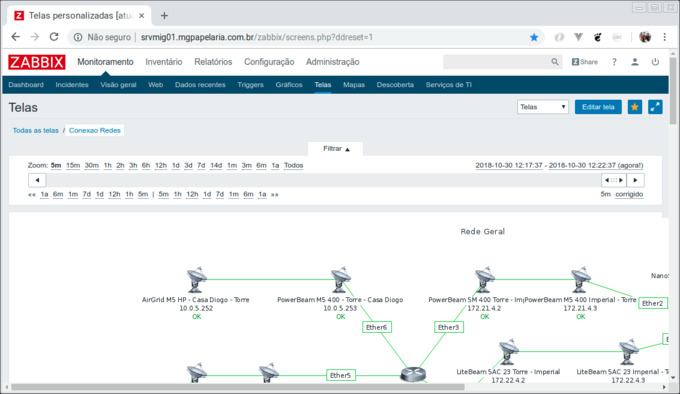 Telas personalizadas [atua
Não seguro | srvmig01.mgpapelaria.com.br/zabbix/screens.php?ddreset=1
ZABBIX Monitoramento Inventário Relatórios Configuração Administração Share ?
Dashboard Incidentes Visão geral Web Dados recentes Triggers Gráficos Telas Mapas Descoberta Serviços de TI
Telas Telas Editar tela
Todas as telas / Conexao Redes
Filtrar
Zoom: 5m 15m 30m 1h 2h 3h 6h 12h 1d 3d 7d 14d 1m 3m 6m 1a Todos 2018-10-30 12:17:37 - 2018-10-30 12:22:37 (agora!)
«« 1a 6m 1m 7d 1d 12h 1h 5m | 5m 1h 12h 1d 7d 1m 6m 1a »» 5m corrigido
Rede Geral
AirGrid M5 HP - Casa Diogo - Torre
10.0.5.252
OK
PowerBeam M5 400 - Torre - Casa Diogo
10.0.5.253
OK
PowerBeam 5M 400 Torre - Imp
172.21.4.2
OK
PowerBeam M5 400 Imperial - Torre
172.21.4.3
OK
Nano
Ether2
Ether6
Ether3
LiteBeam 5AC 23 Torre - Imperial
172.22.4.2
LiteBeam 5AC 23 Imperial - Torre
172.22.4.3
Ether5